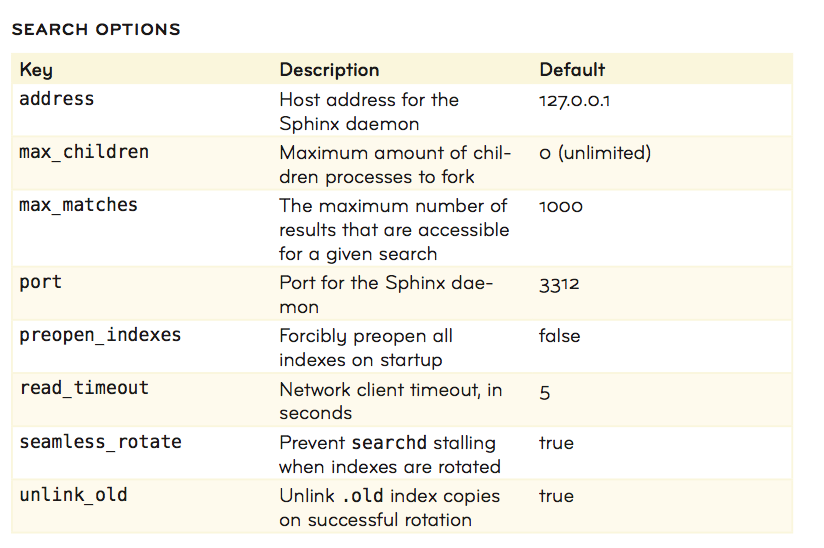 SEARCH OPTIONS
Key Description Default
address Host address for the 127.0.0.1
Sphinx daemon
max_children Maximum amount of chil- 0 (unlimited)
dren processes to fork
max_matches The maximum number of 1000
results that are accessible
for a given search
port Port for the Sphinx dae- 3312
mon
preopen_indexes Forcibly preopen all false
indexes on startup
read_timeout Network client timeout, in 5
seconds
seamless_rotate Prevent searchd stalling true
when indexes are rotated
unlink_old Unlink .old index copies true
on successful rotation